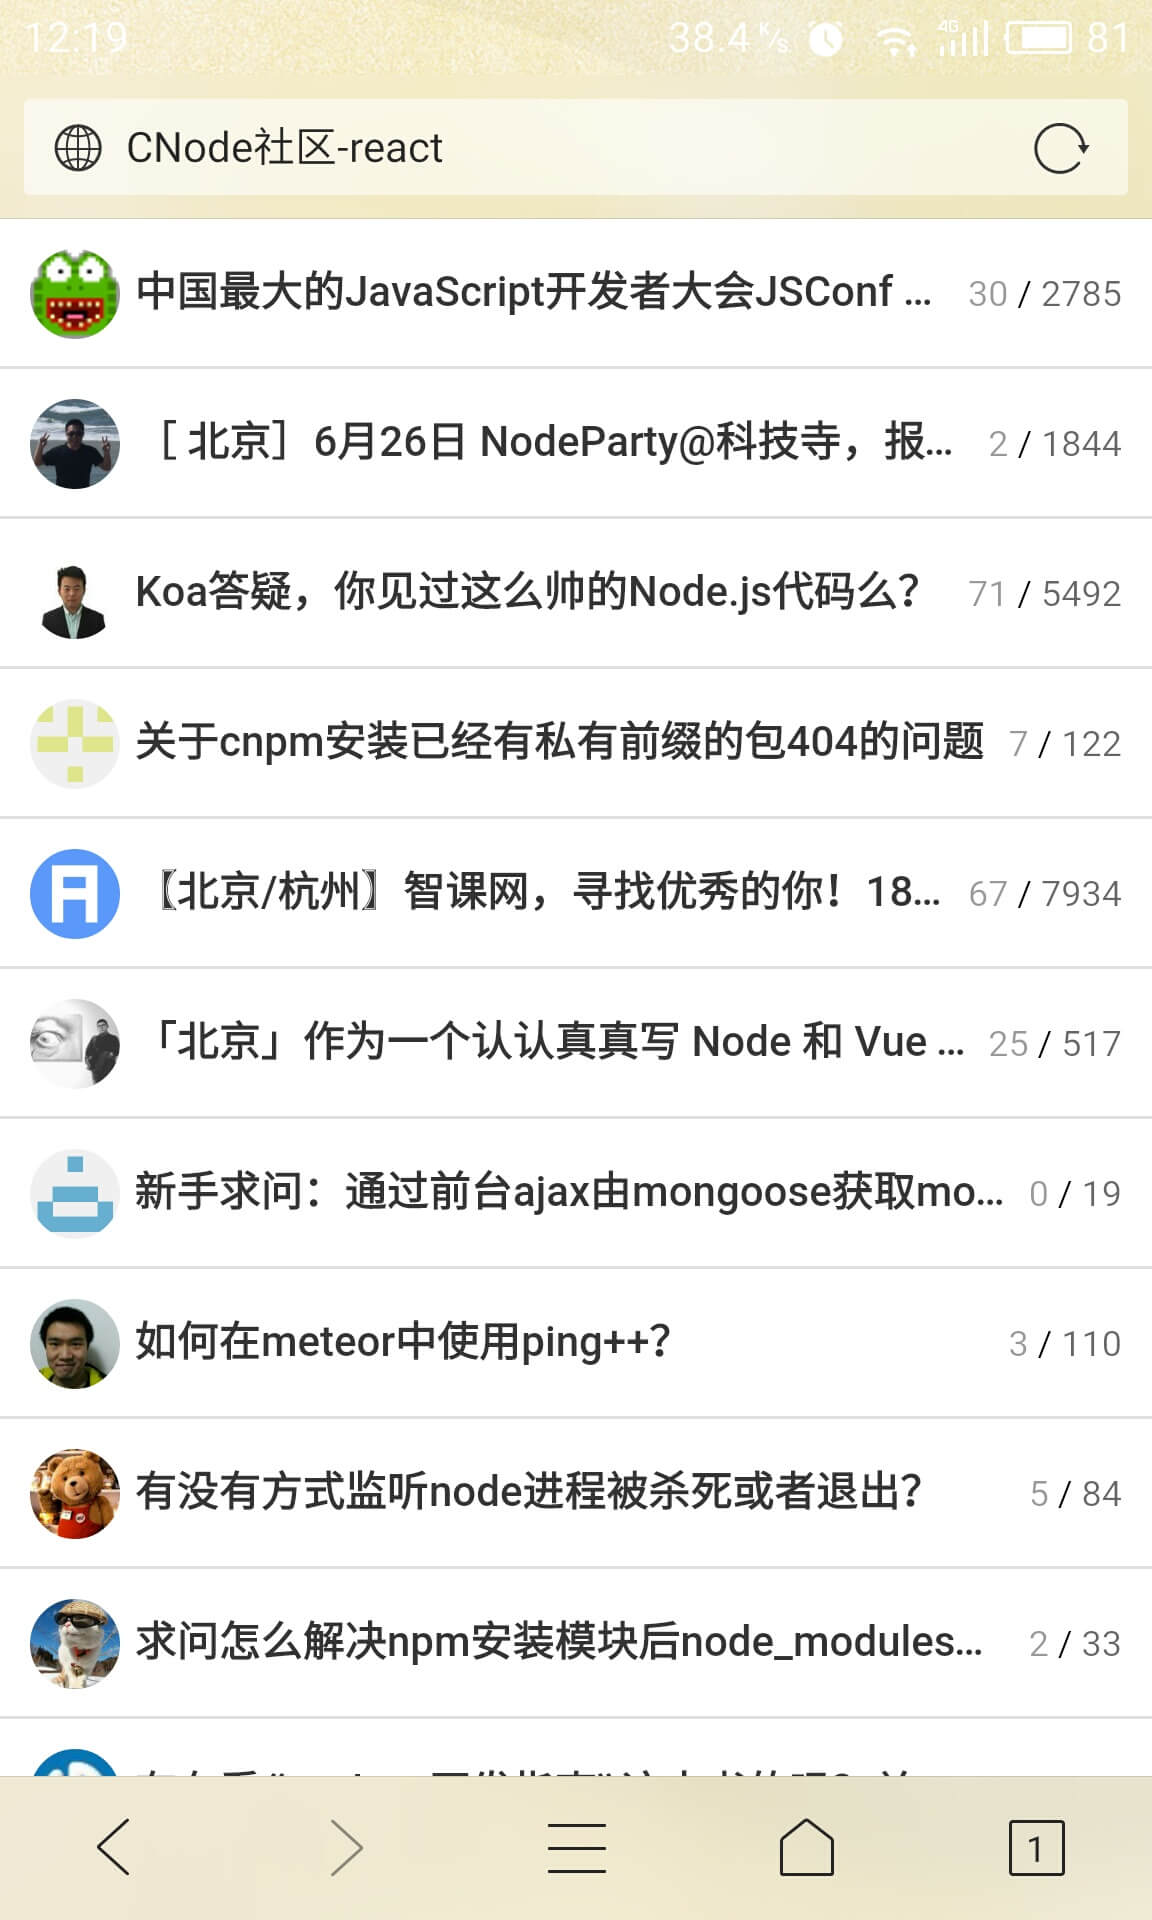 12:19 38.4 K/s 4G 81
CNode社区-react
中国最大的JavaScript开发者大会JSConf ... 30 / 2785
［北京］6月26日 NodeParty@科技寺，报... 2 / 1844
Koa答疑，你见过这么帅的Node.js代码么？ 71 / 5492
关于cnpm安装已经有私有前缀的包404的问题 7 / 122
〖北京/杭州〗智课网，寻找优秀的你！18... 67 / 7934
「北京」作为一个认认真真写 Node 和 Vue ... 25 / 517
新手求问：通过前台ajax由mongoose获取mo... 0 / 19
如何在meteor中使用ping++？ 3 / 110
有没有方式监听node进程被杀死或者退出？ 5 / 84
求问怎么解决npm安装模块后node_modules... 2 / 33
1